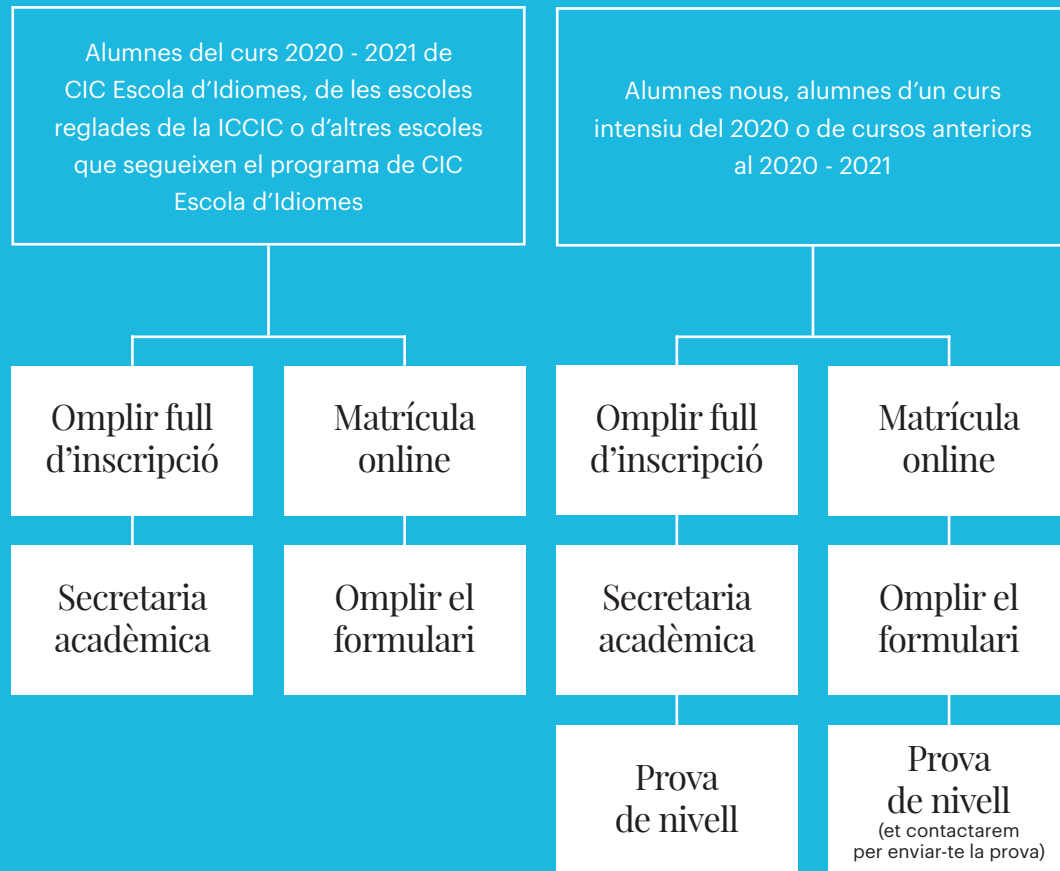 Alumnes del curs 2020 - 2021 de
CIC Escola d'Idiomes, de les escoles
reglades de la ICCIC o d'altres escoles
que segueixen el programa de CIC
Escola d'Idiomes
Alumnes nous, alumnes d'un curs
intensiu del 2020 o de cursos anteriors
al 2020 - 2021
Omplir full
d'inscripció
Matrícula
online
Omplir full
d'inscripció
Matrícula
online
Secretaria
acadèmica
Omplir el
formulari
Secretaria
acadèmica
Omplir el
formulari
Prova
de nivell
Prova
de nivell
(et contactarem
per enviar-te la prova)